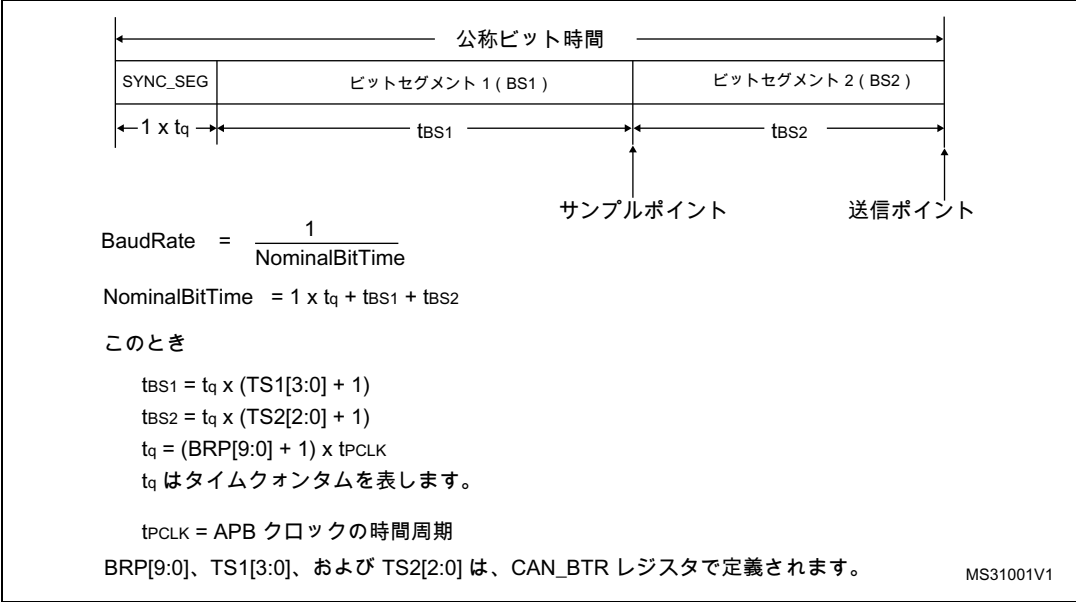 公称ビット時間
SYNC_SEG ビットセグメント 1 ( BS1 ) ビットセグメント 2 ( BS2 )
1 x tq tBS1 tBS2
サンプルポイント 送信ポイント
BaudRate = 1
NominalBitTime
NominalBitTime = 1 x tq + tBS1 + tBS2
このとき
tBS1 = tq x (TS1[3:0] + 1)
tBS2 = tq x (TS2[2:0] + 1)
tq = (BRP[9:0] + 1) x tPCLK
tq はタイムクォンタムを表します。
tPCLK = APB クロックの時間周期
BRP[9:0]、TS1[3:0]、および TS2[2:0] は、CAN_BTR レジスタで定義されます。
MS31001V1